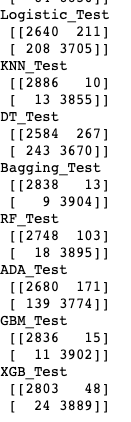 Logistic_Test
[[2640 211]
[ 208 3705]]
KNN_Test
[[2886 10]
[ 13 3855]]
DT_Test
[[2584 267]
[ 243 3670]]
Bagging_Test
[[2838 13]
[ 9 3904]]
RF_Test
[[2748 103]
[ 18 3895]]
ADA_Test
[[2680 171]
[ 139 3774]]
GBM_Test
[[2836 15]
[ 11 3902]]
XGB_Test
[[2803 48]
[ 24 3889]]